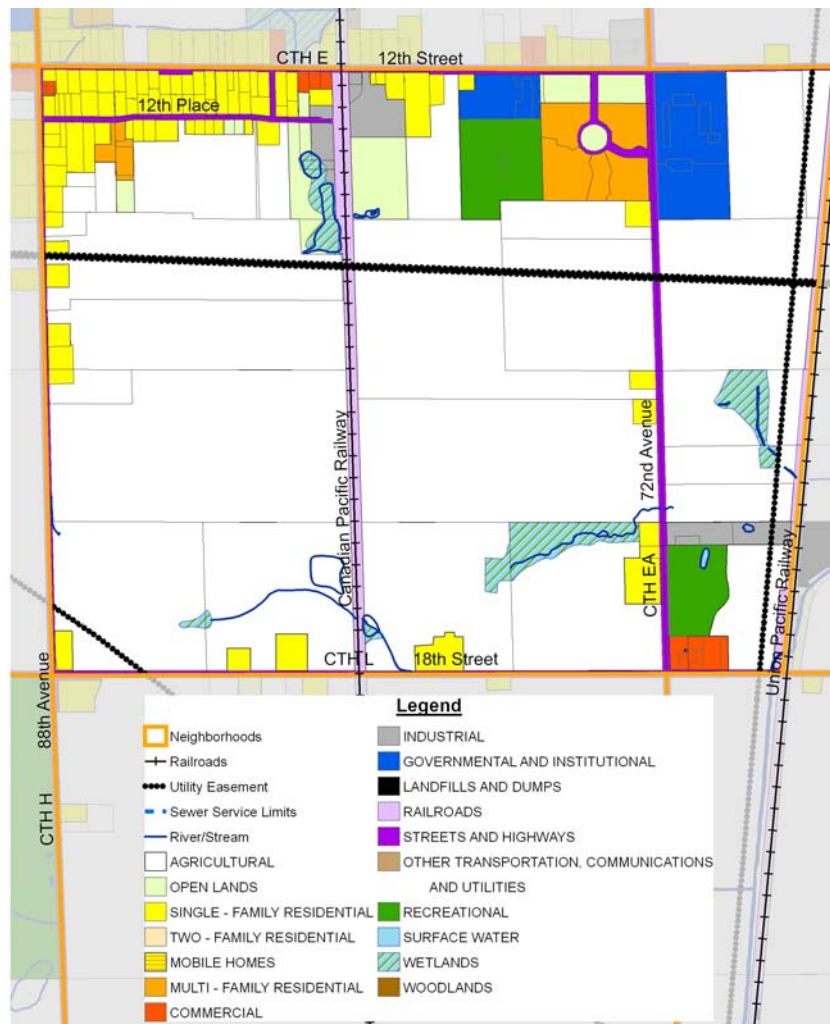 CTH E
12th Street
12th Place
Canadian Pacific Railway
72nd Avenue
CTH EA
Union Pacific Railway
88th Avenue
CTH H
CTH L
18th Street
Legend
Neighborhoods
Railroads
Utility Easement
Sewer Service Limits
River/Stream
AGRICULTURAL
OPEN LANDS
SINGLE - FAMILY RESIDENTIAL
TWO - FAMILY RESIDENTIAL
MOBILE HOMES
MULTI - FAMILY RESIDENTIAL
COMMERCIAL
INDUSTRIAL
GOVERNMENTAL AND INSTITUTIONAL
LANDFILLS AND DUMPS
RAILROADS
STREETS AND HIGHWAYS
OTHER TRANSPORTATION, COMMUNICATIONS
AND UTILITIES
RECREATIONAL
SURFACE WATER
WETLANDS
WOODLANDS